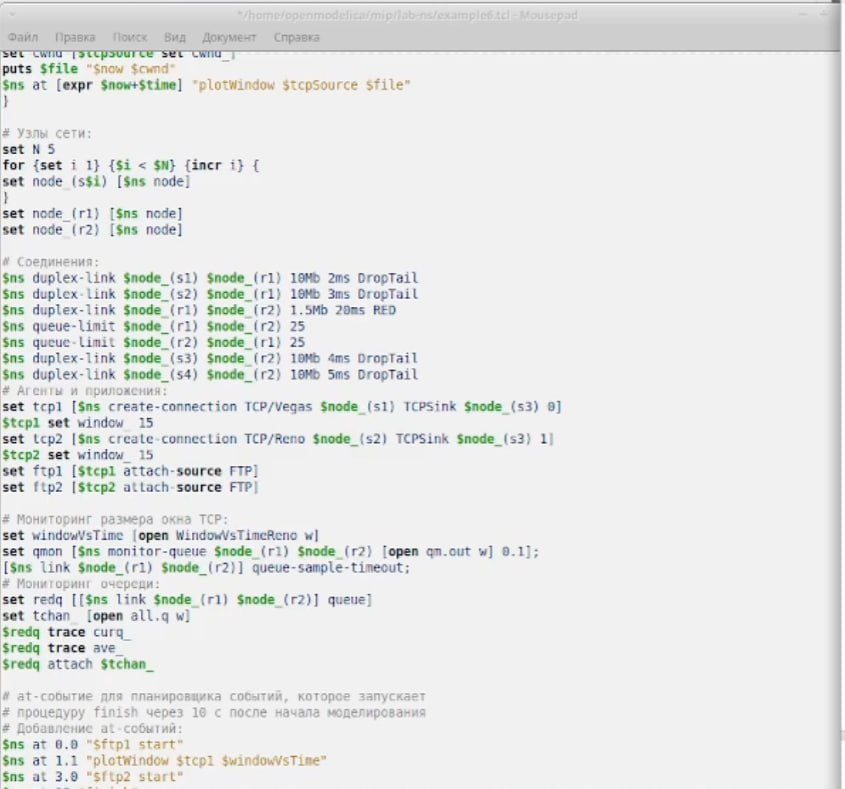 */home/openmodelica/mip/lab-ns/example6.tcl - Mousepad
Файл Правка Поиск Вид Документ Справка
set cwnd [$tcpSource set cwnd_]
puts $file "$now $cwnd"
$ns at [expr $now+$time] "plotWindow $tcpSource $file"
}
# Узлы сети:
set N 5
for {set i 1} {$i < $N} {incr i} {
set node_(s$i) [$ns node]
}
set node_(r1) [$ns node]
set node_(r2) [$ns node]
# Соединения:
$ns duplex-link $node_(s1) $node_(r1) 10Mb 2ms DropTail
$ns duplex-link $node_(s2) $node_(r1) 10Mb 3ms DropTail
$ns duplex-link $node_(r1) $node_(r2) 1.5Mb 20ms RED
$ns queue-limit $node_(r1) $node_(r2) 25
$ns queue-limit $node_(r2) $node_(r1) 25
$ns duplex-link $node_(s3) $node_(r2) 10Mb 4ms DropTail
$ns duplex-link $node_(s4) $node_(r2) 10Mb 5ms DropTail
# Агенты и приложения:
set tcp1 [$ns create-connection TCP/Vegas $node_(s1) TCPSink $node_(s3) 0]
$tcp1 set window_ 15
set tcp2 [$ns create-connection TCP/Reno $node_(s2) TCPSink $node_(s3) 1]
$tcp2 set window_ 15
set ftp1 [$tcp1 attach-source FTP]
set ftp2 [$tcp2 attach-source FTP]
# Мониторинг размера окна TCP:
set windowVsTime [open WindowVsTimeReno w]
set qmon [$ns monitor-queue $node_(r1) $node_(r2) [open qm.out w] 0.1];
[$ns link $node_(r1) $node_(r2)] queue-sample-timeout;
# Мониторинг очереди:
set redq [[$ns link $node_(r1) $node_(r2)] queue]
set tchan_ [open all.q w]
$redq trace curq_
$redq trace ave_
$redq attach $tchan_
# at-событие для планировщика событий, которое запускает
# процедуру finish через 10 с после начала моделирования
# Добавление at-событий:
$ns at 0.0 "$ftp1 start"
$ns at 1.1 "plotWindow $tcp1 $windowVsTime"
$ns at 3.0 "$ftp2 start"